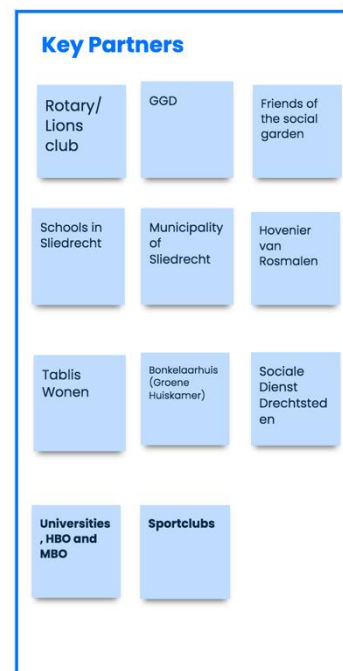 Key Partners
Rotary/
Lions
club
GGD
Friends of
the social
garden
Schools in
Sliedrecht
Municipality
of
Sliedrecht
Hovenier
van
Rosmalen
Tablis
Wonen
Bonkelaarhuis
(Groene
Huiskamer)
Sociale
Dienst
Drechtsted
en
Universities
, HBO and
MBO
Sportclubs